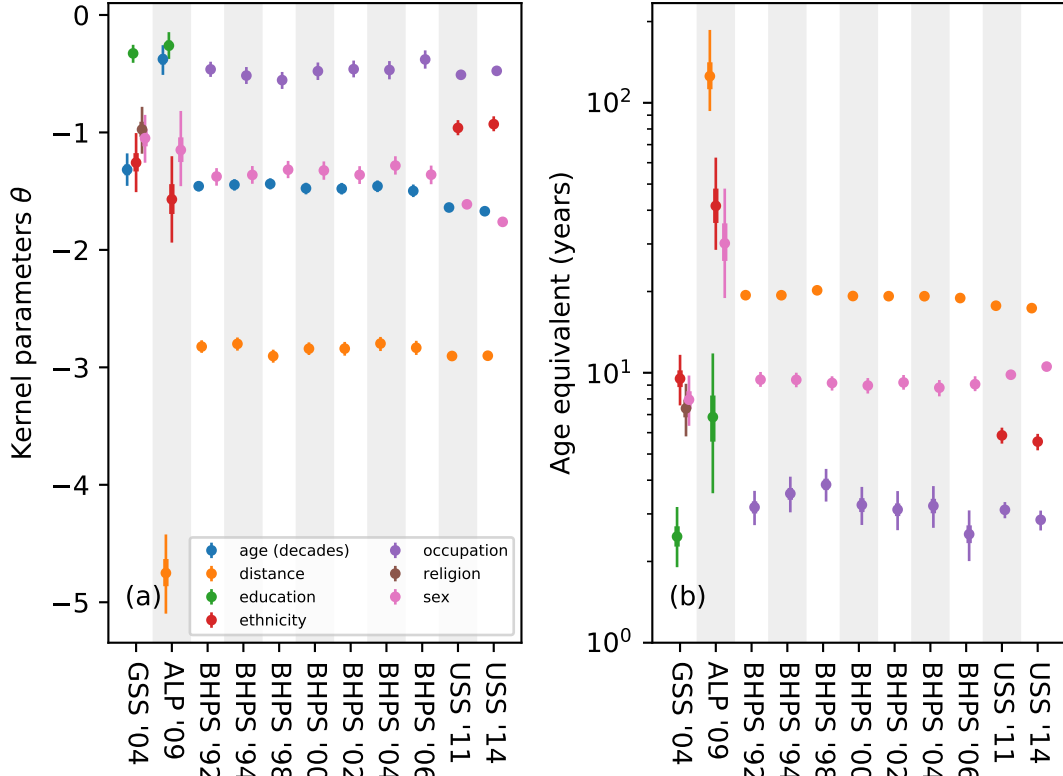 0
−1
−2
−3
−4
−5
Kernel parameters θ
(a)
age (decades)
distance
education
ethnicity
occupation
religion
sex
GSS '04
ALP '09
BHPS '92
BHPS '94
BHPS '98
BHPS '00
BHPS '02
BHPS '04
BHPS '06
USS '11
USS '14
10²
10¹
10⁰
Age equivalent (years)
(b)
GSS '04
ALP '09
BHPS '92
BHPS '94
BHPS '98
BHPS '00
BHPS '02
BHPS '04
BHPS '06
USS '11
USS '14